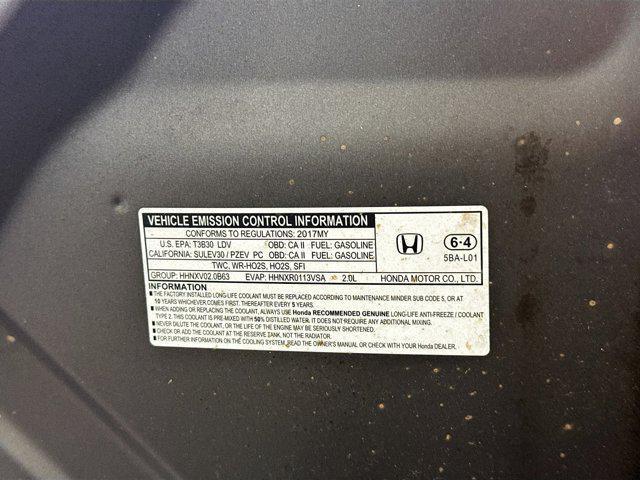 VEHICLE EMISSION CONTROL INFORMATION
CONFORMS TO REGULATIONS: 2017MY
U.S. EPA: T3B30 LDV OBD: CA II FUEL: GASOLINE
CALIFORNIA: SULEV30 / PZEV PC OBD: CA II FUEL: GASOLINE
TWC, WR-HO2S, HO2S, SFI
GROUP: HHNXV02.0B63 EVAP: HHNXR0113VSA 2.0L
6-4
5BA-L01
HONDA MOTOR CO., LTD.
INFORMATION
■ THE FACTORY INSTALLED LONG-LIFE COOLANT MUST BE REPLACED ACCORDING TO MAINTENANCE MINDER SUB CODE 5, OR AT
10 YEARS WHICHEVER COMES FIRST. THEREAFTER EVERY 5 YEARS.
■ WHEN ADDING OR REPLACING THE COOLANT, ALWAYS USE Honda RECOMMENDED GENUINE LONG-LIFE ANTI-FREEZE / COOLANT
TYPE 2. THIS COOLANT IS PRE-MIXED WITH 50% DISTILLED WATER. IT DOES NOT REQUIRE ANY ADDITIONAL MIXING.
■ NEVER DILUTE THE COOLANT, OR THE LIFE OF THE ENGINE MAY BE SERIOUSLY SHORTENED.
■ CHECK OR ADD THE COOLANT AT THE RESERVE TANK, NOT THE RADIATOR.
■ FOR FURTHER INFORMATION ON THE COOLING SYSTEM, READ THE OWNER'S MANUAL OR CHECK WITH YOUR Honda DEALER.